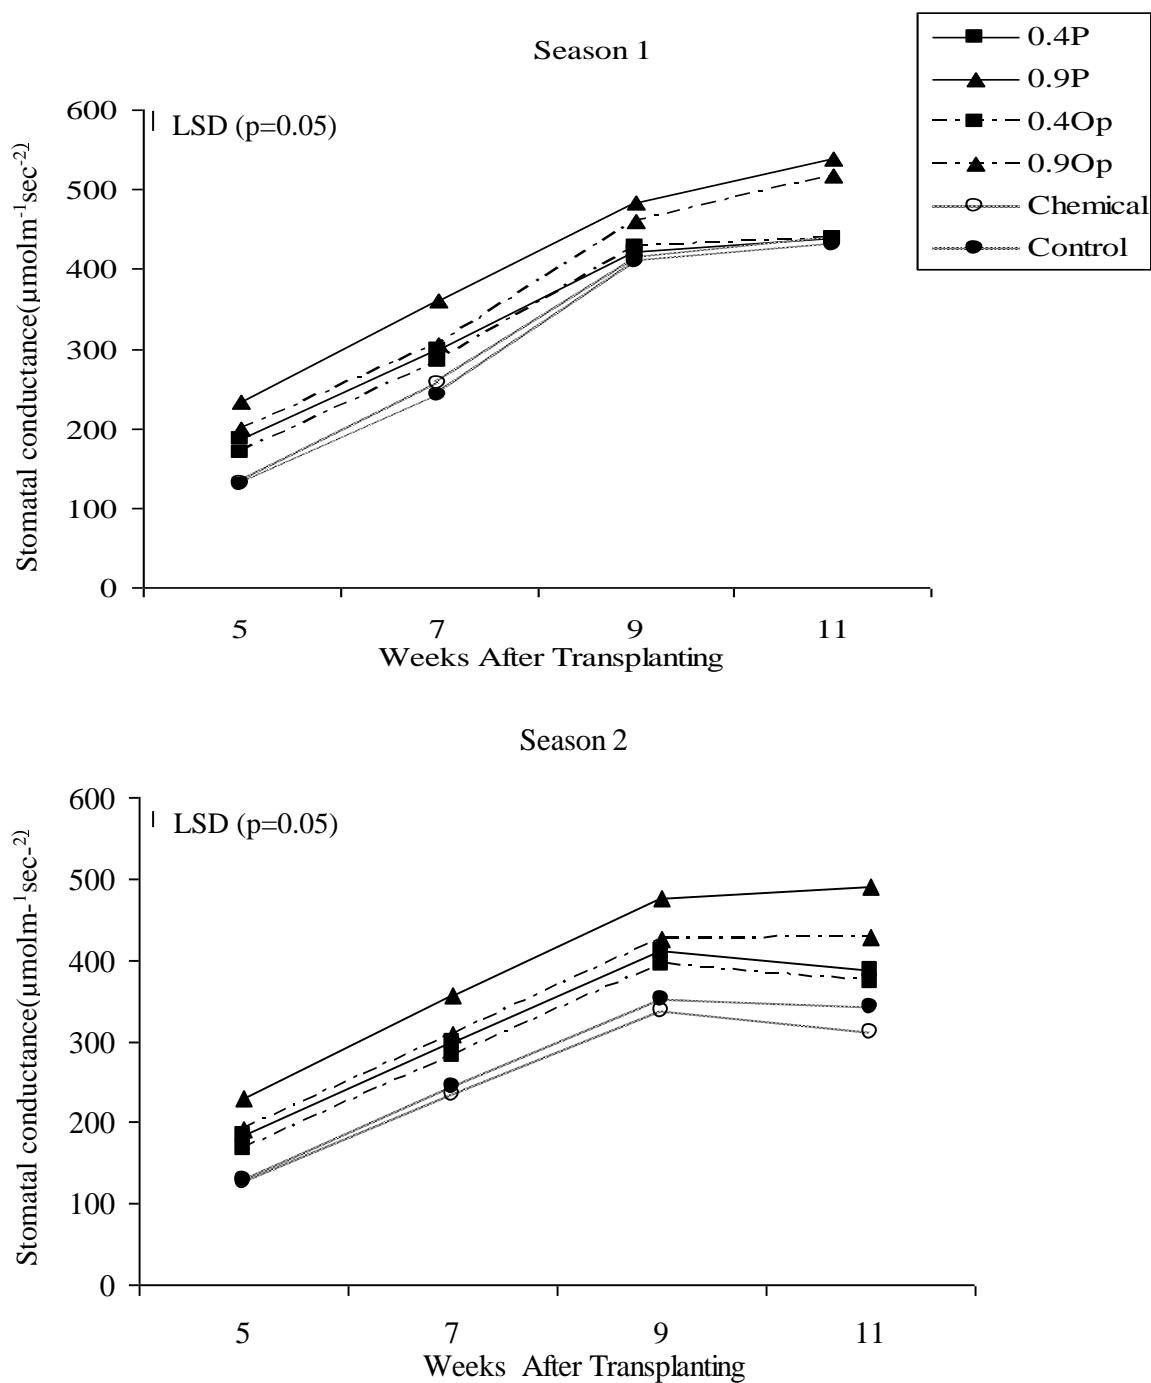 Season 1
0.4P
0.9P
0.4Op
0.9Op
Chemical
Control
LSD (p=0.05)
600
500
400
300
200
100
0
Stomatal conductance(µmolm⁻¹sec⁻²)
5 7 9 11
Weeks After Transplanting
Season 2
LSD (p=0.05)
600
500
400
300
200
100
0
Stomatal conductance(µmolm-¹sec-²)
5 7 9 11
Weeks After Transplanting